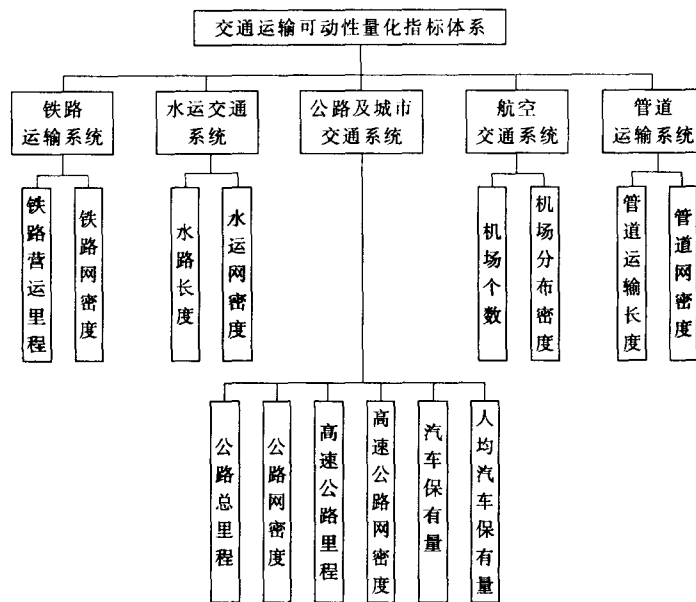 交通运输可动性量化指标体系
铁路
运输系统
水运交通
系统
公路及城市
交通系统
航空
交通系统
管道
运输系统
铁路营运里程
铁路网密度
水路长度
水运网密度
机场个数
机场分布密度
管道运输长度
管道网密度
公路总里程
公路网密度
高速公路里程
高速公路网密度
汽车保有量
人均汽车保有量